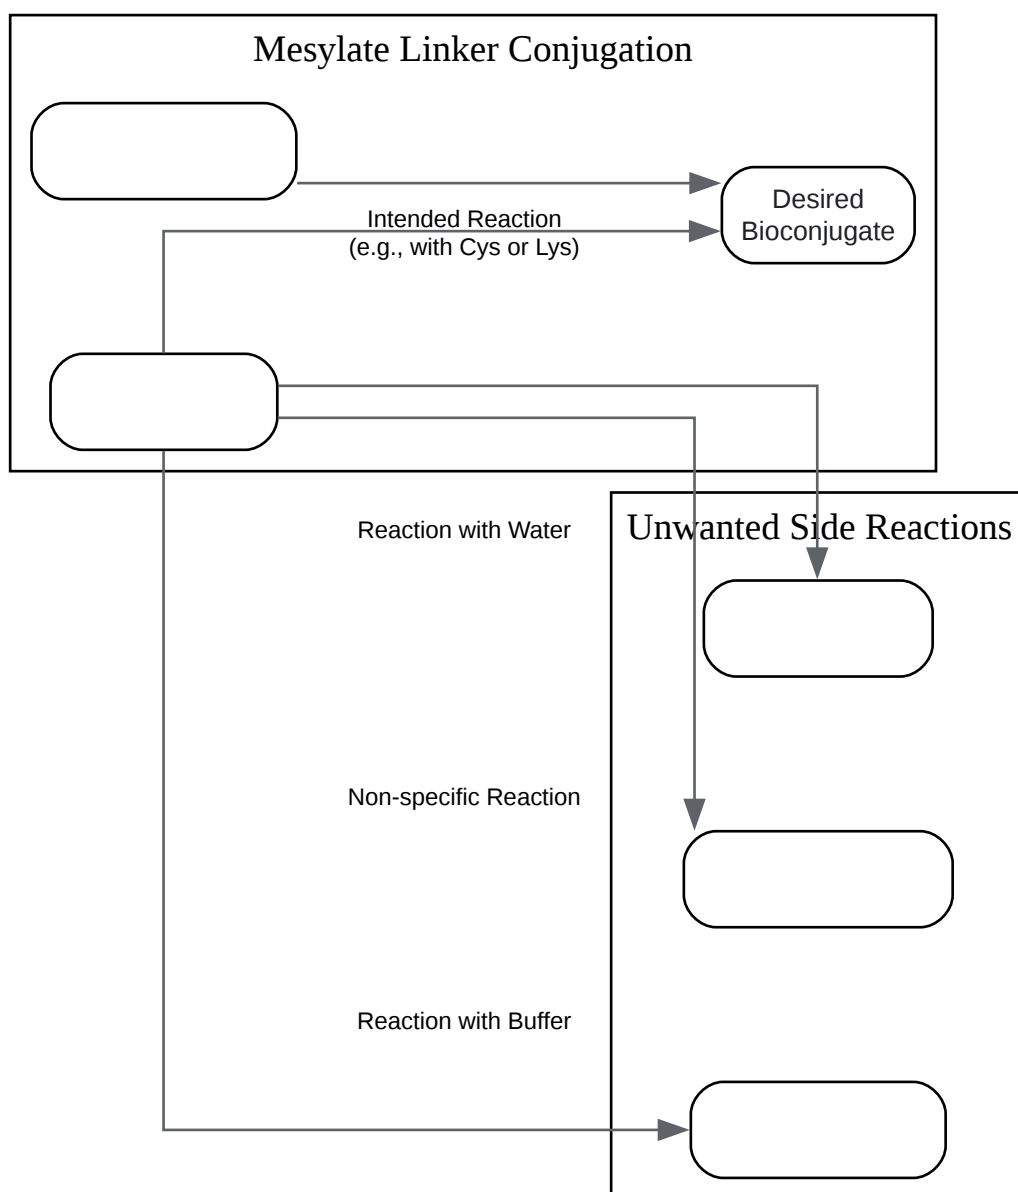 Mesylate Linker Conjugation
Desired
Bioconjugate
Intended Reaction
(e.g., with Cys or Lys)
Reaction with Water
Unwanted Side Reactions
Non-specific Reaction
Reaction with Buffer